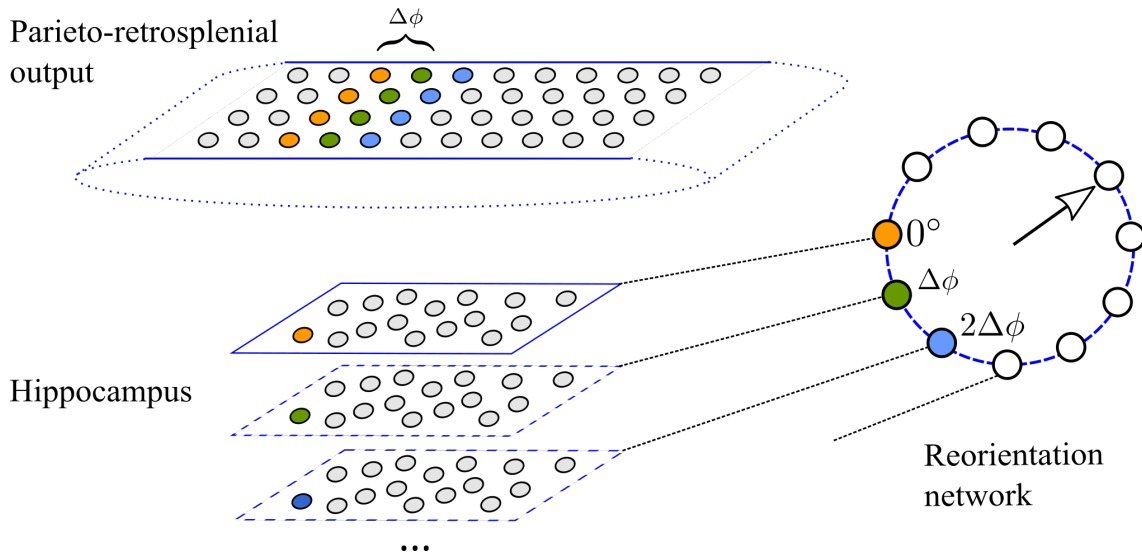 Parieto-retrosplenial
output
Δϕ
0°
Δϕ
2Δϕ
Hippocampus
Reorientation
network
...